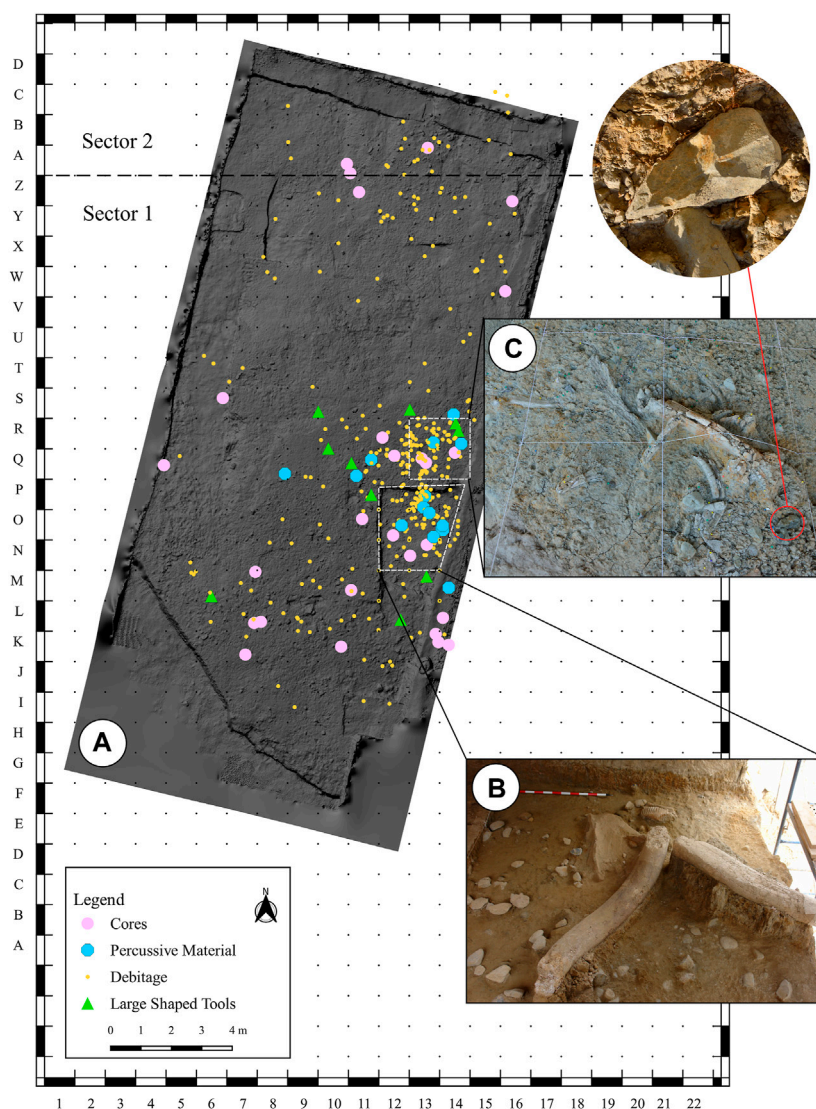 D
C
B
A
Z
Y
X
W
V
U
T
S
R
Q
P
O
N
M
L
K
J
I
H
G
F
E
D
C
B
A
Sector 2
Sector 1
C
A
B
Legend
N
Cores
Percussive Material
Debitage
Large Shaped Tools
0 1 2 3 4 m
1 2 3 4 5 6 7 8 9 10 11 12 13 14 15 16 17 18 19 20 21 22